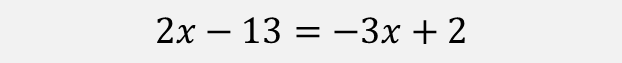 2𝑥 − 13 = −3𝑥 + 2